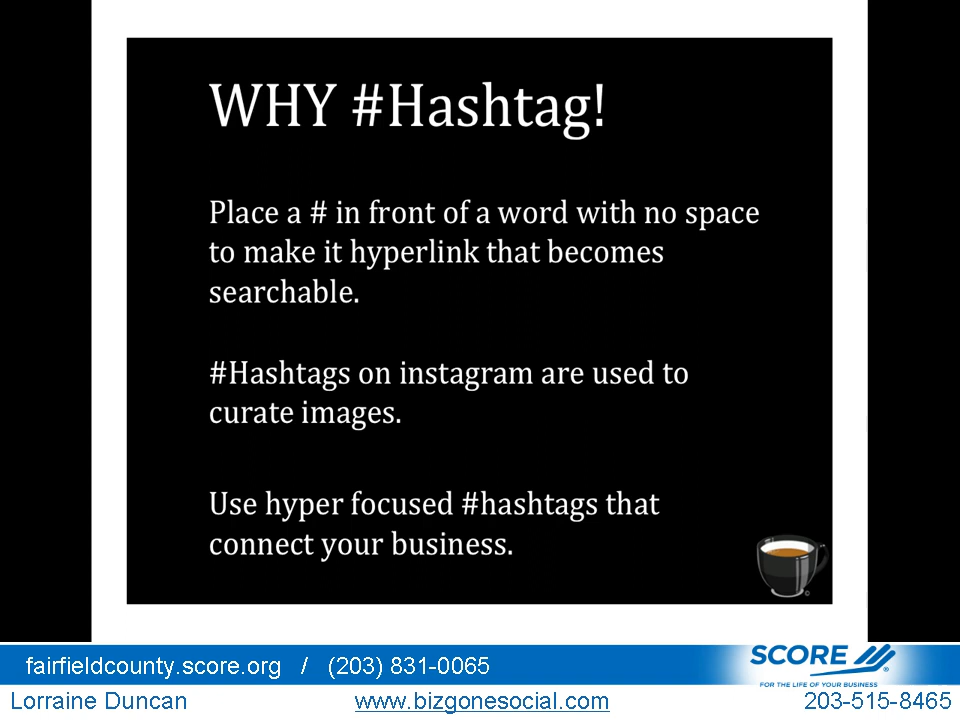 WHY #Hashtag!
Place a # in front of a word with no space
to make it hyperlink that becomes
searchable.
#Hashtags on instagram are used to
curate images.
Use hyper focused #hashtags that
connect your business.
fairfieldcounty.score.org / (203) 831-0065
SCORE
FOR THE LIFE OF YOUR BUSINESS
Lorraine Duncan www.bizgonesocial.com 203-515-8465